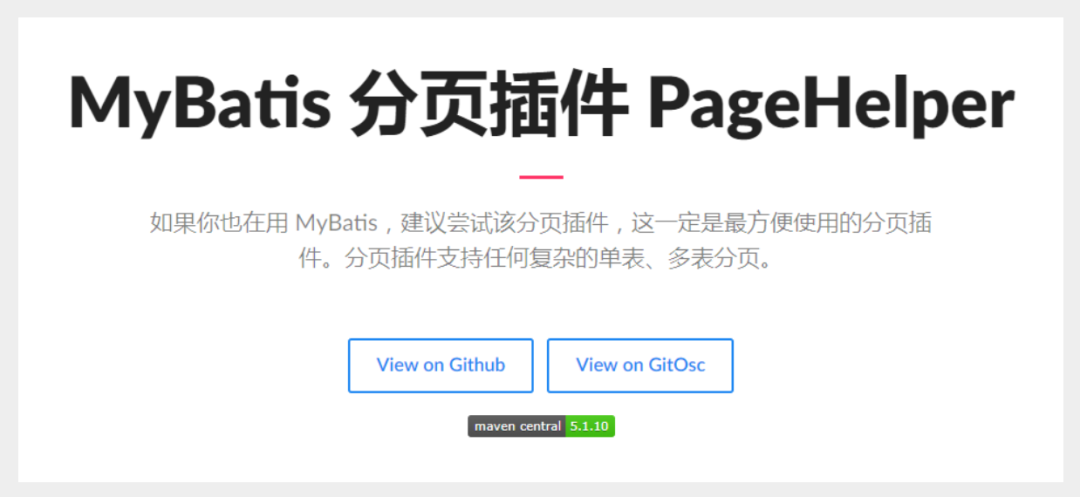 MyBatis 分页插件 PageHelper
如果你也在用 MyBatis，建议尝试该分页插件，这一定是最方便使用的分页插
件。分页插件支持任何复杂的单表、多表分页。
View on Github View on GitOsc
maven central 5.1.10